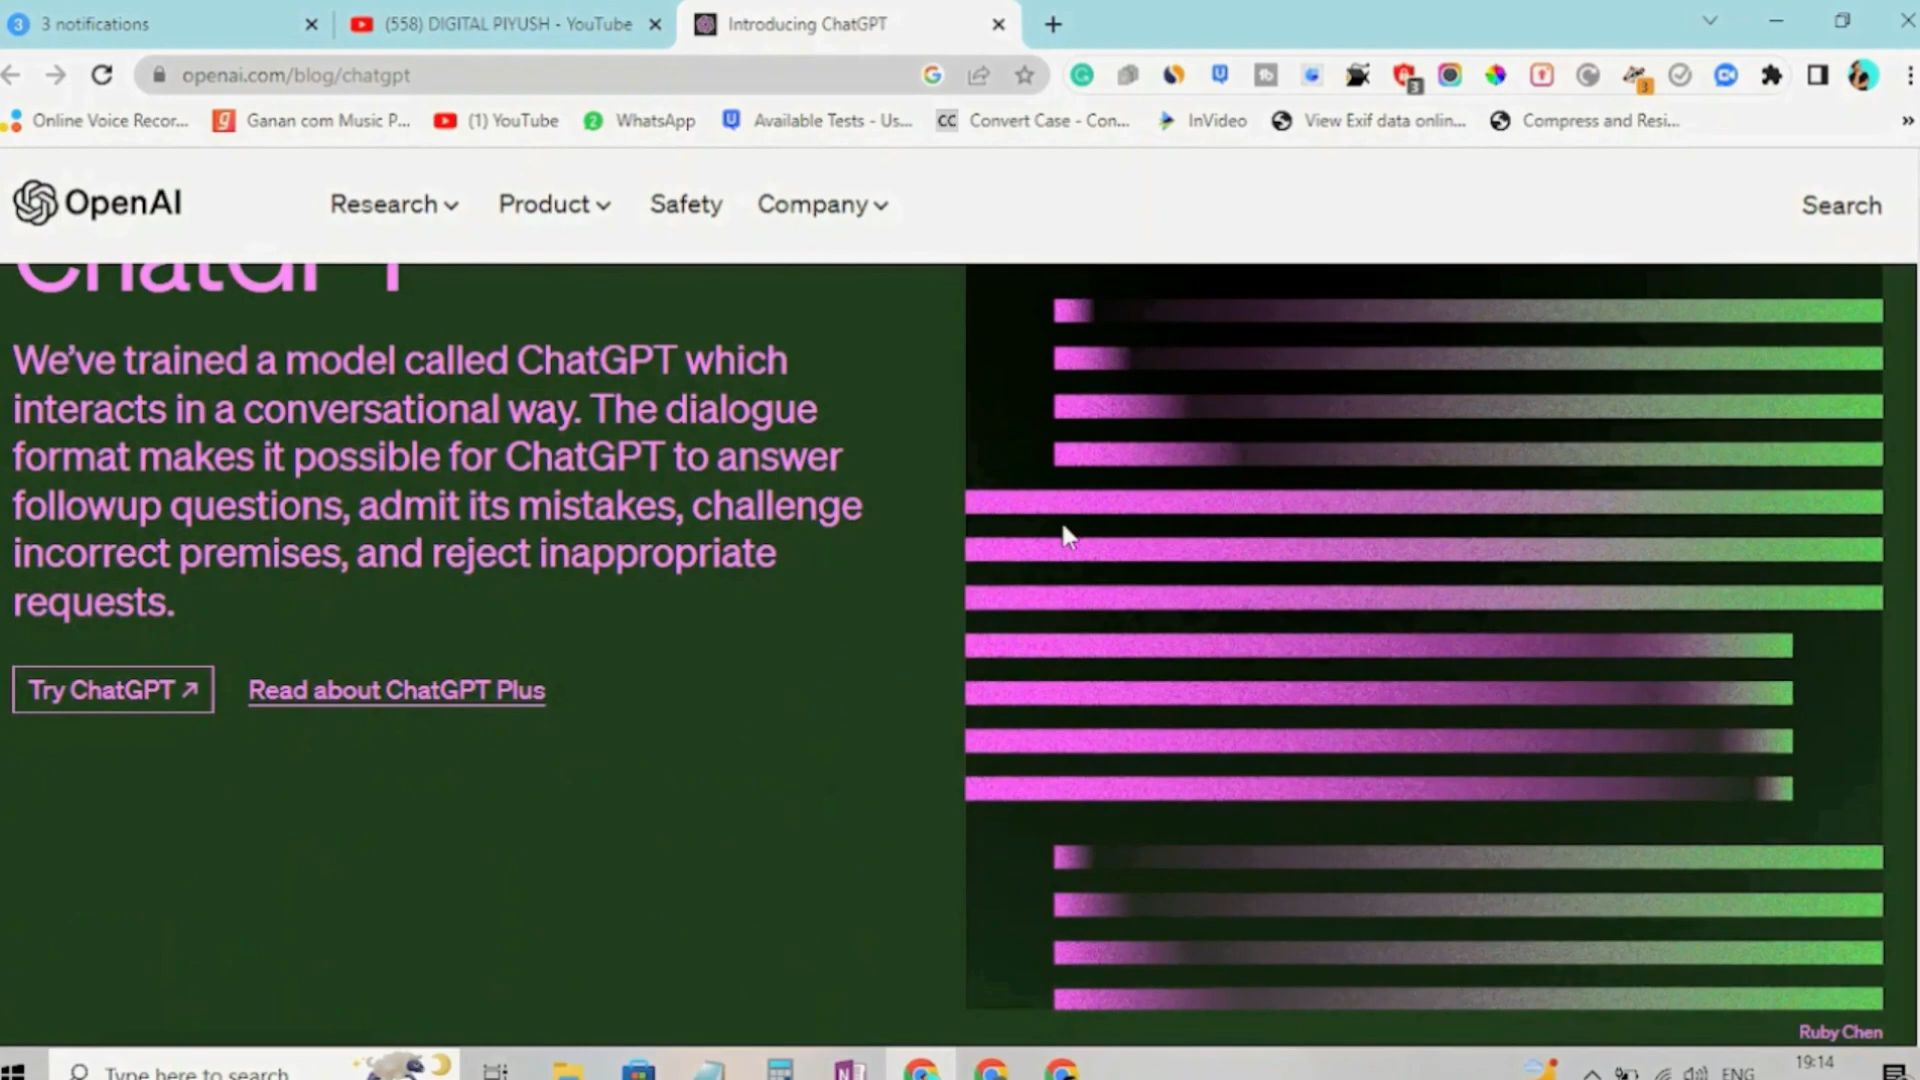 3 notifications
(558) DIGITAL PIYUSH - YouTube
Introducing ChatGPT
openai.com/blog/chatgpt
Online Voice Recor...
Ganan com Music P...
(1) YouTube
WhatsApp
Available Tests - Us...
CC Convert Case - Con...
InVideo
View Exif data onlin...
Compress and Resi...
OpenAI
Research
Product
Safety
Company
Search
ChatGPT
We've trained a model called ChatGPT which
interacts in a conversational way. The dialogue
format makes it possible for ChatGPT to answer
followup questions, admit its mistakes, challenge
incorrect premises, and reject inappropriate
requests.
Try ChatGPT ↗
Read about ChatGPT Plus
Ruby Chen
Type here to search
ENG
19:14